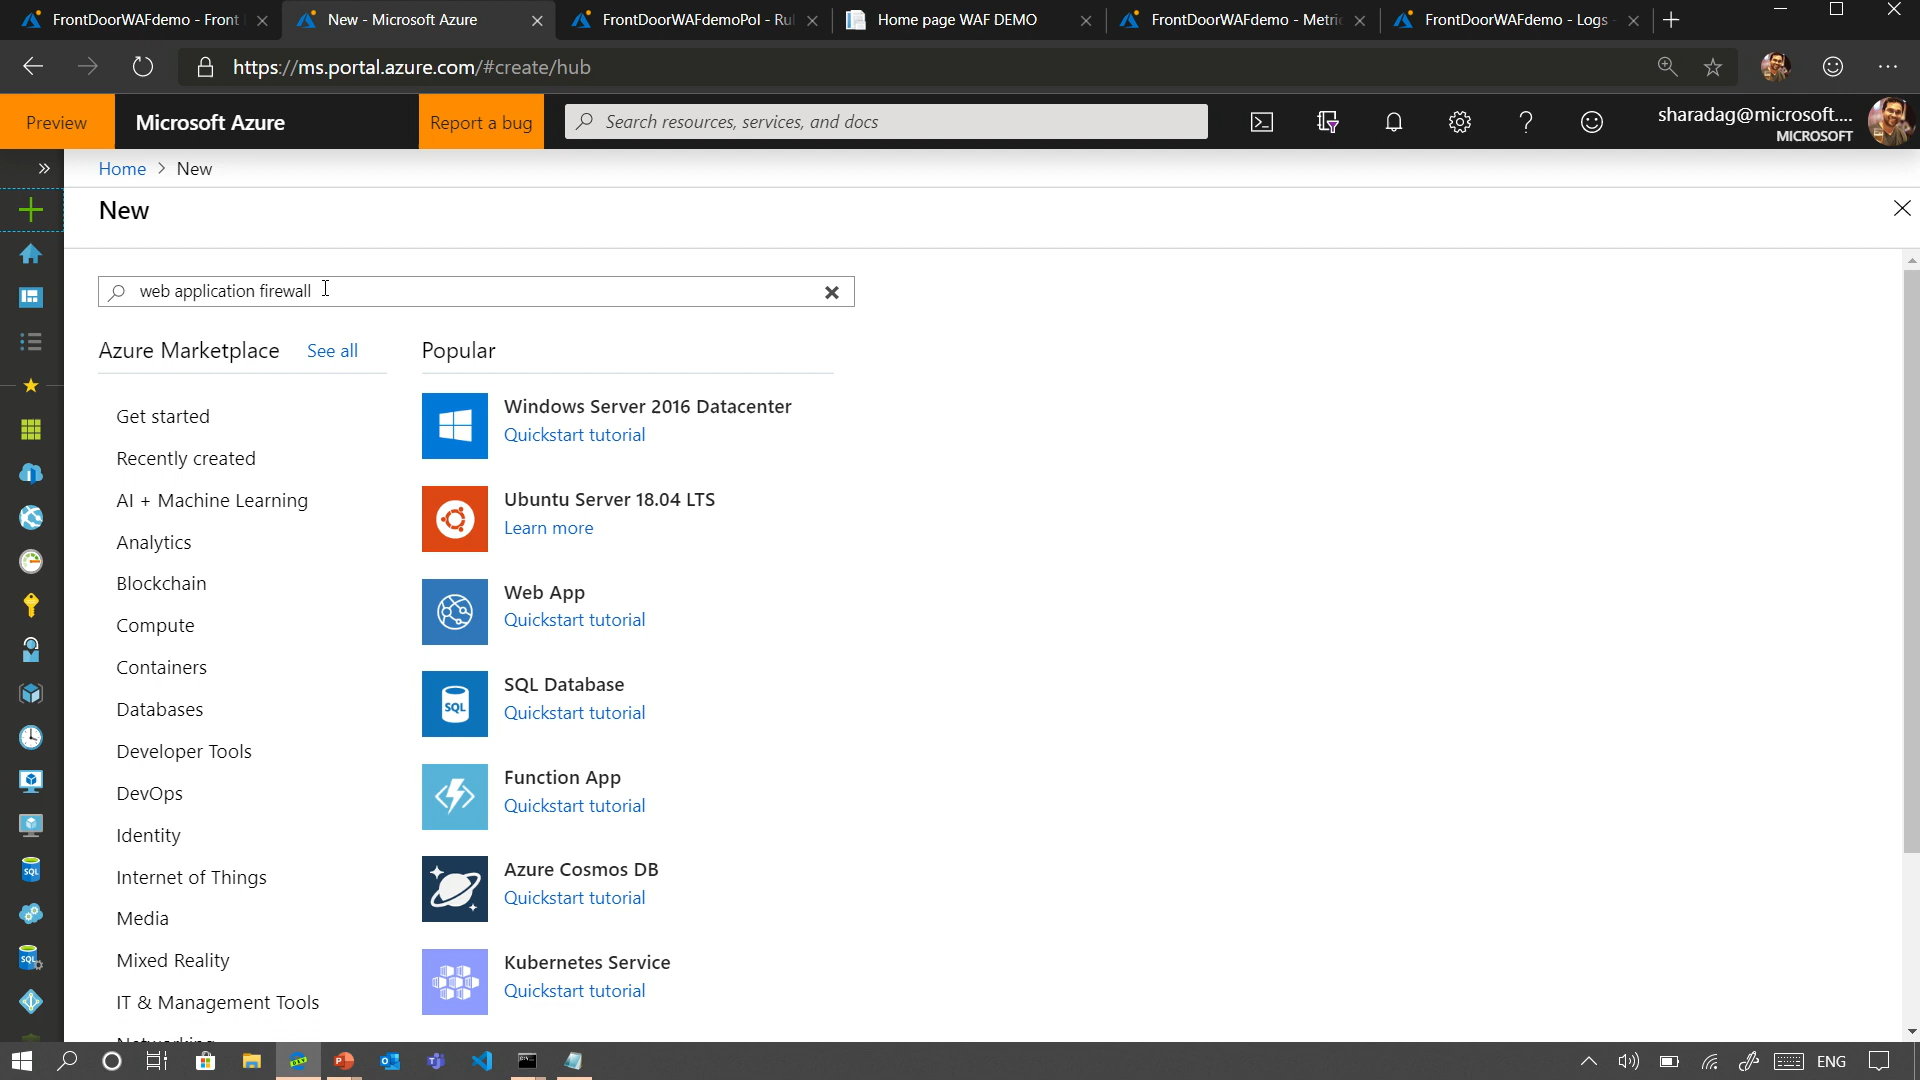 FrontDoorWAFdemo - Front
New - Microsoft Azure
FrontDoorWAFdemoPol - Rul
Home page WAF DEMO
FrontDoorWAFdemo - Metric
FrontDoorWAFdemo - Logs
https://ms.portal.azure.com/#create/hub
Preview
Microsoft Azure
Report a bug
Search resources, services, and docs
sharadag@microsoft....
MICROSOFT
Home > New
New
web application firewall
Azure Marketplace
See all
Popular
Get started
Recently created
AI + Machine Learning
Analytics
Blockchain
Compute
Containers
Databases
Developer Tools
DevOps
Identity
Internet of Things
Media
Mixed Reality
IT & Management Tools
Networking
Windows Server 2016 Datacenter
Quickstart tutorial
Ubuntu Server 18.04 LTS
Learn more
Web App
Quickstart tutorial
SQL
SQL Database
Quickstart tutorial
Function App
Quickstart tutorial
Azure Cosmos DB
Quickstart tutorial
Kubernetes Service
Quickstart tutorial
ENG